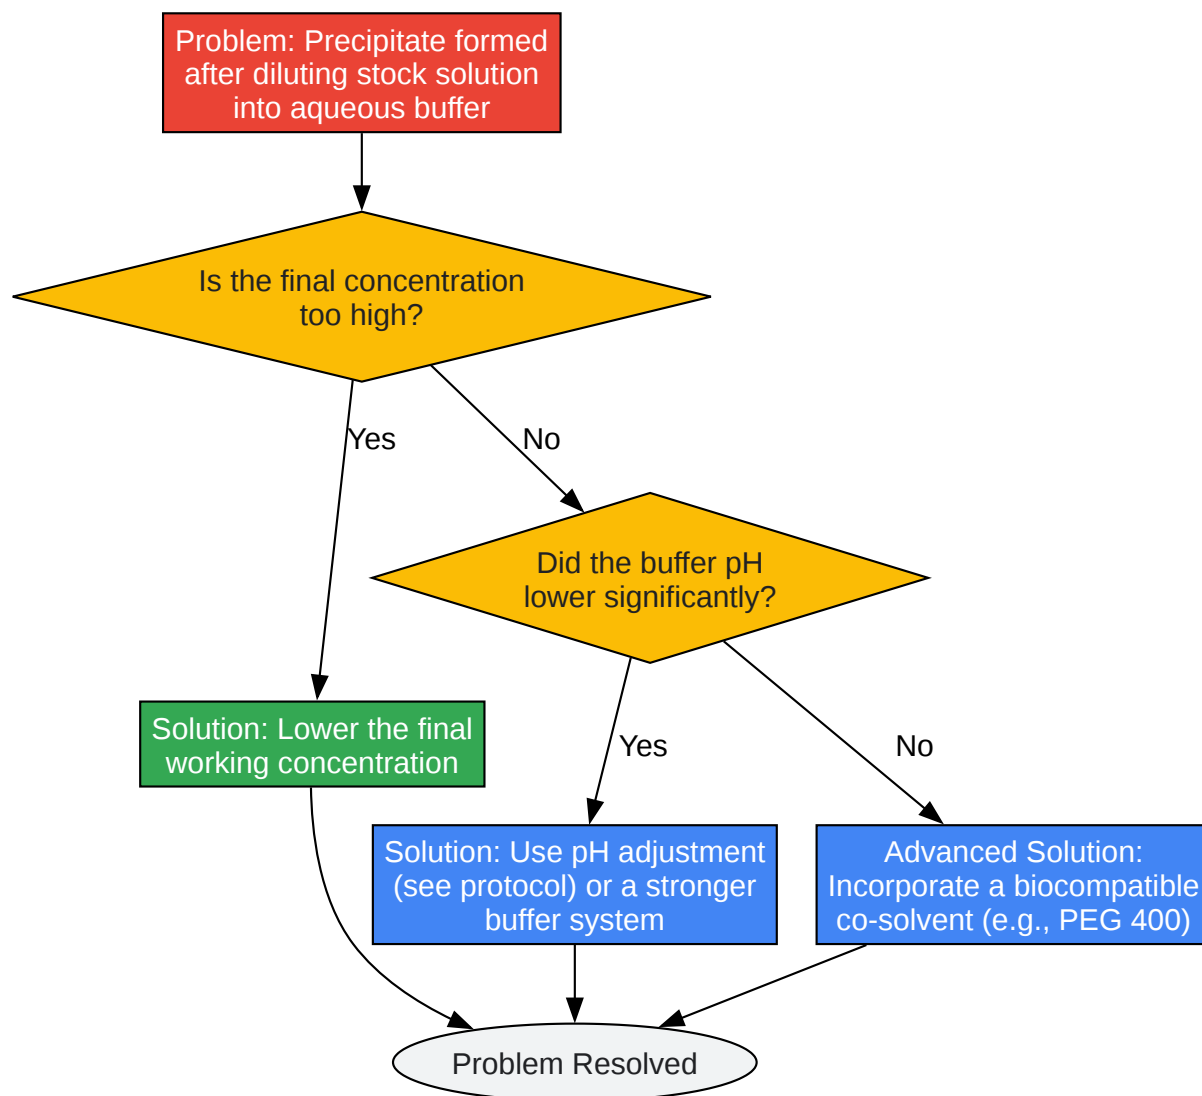 Problem: Precipitate formed
after diluting stock solution
into aqueous buffer
Is the final concentration
too high?
Yes
No
Did the buffer pH
lower significantly?
Solution: Lower the final
working concentration
Yes
No
Solution: Use pH adjustment
(see protocol) or a stronger
buffer system
Advanced Solution:
Incorporate a biocompatible
co-solvent (e.g., PEG 400)
Problem Resolved